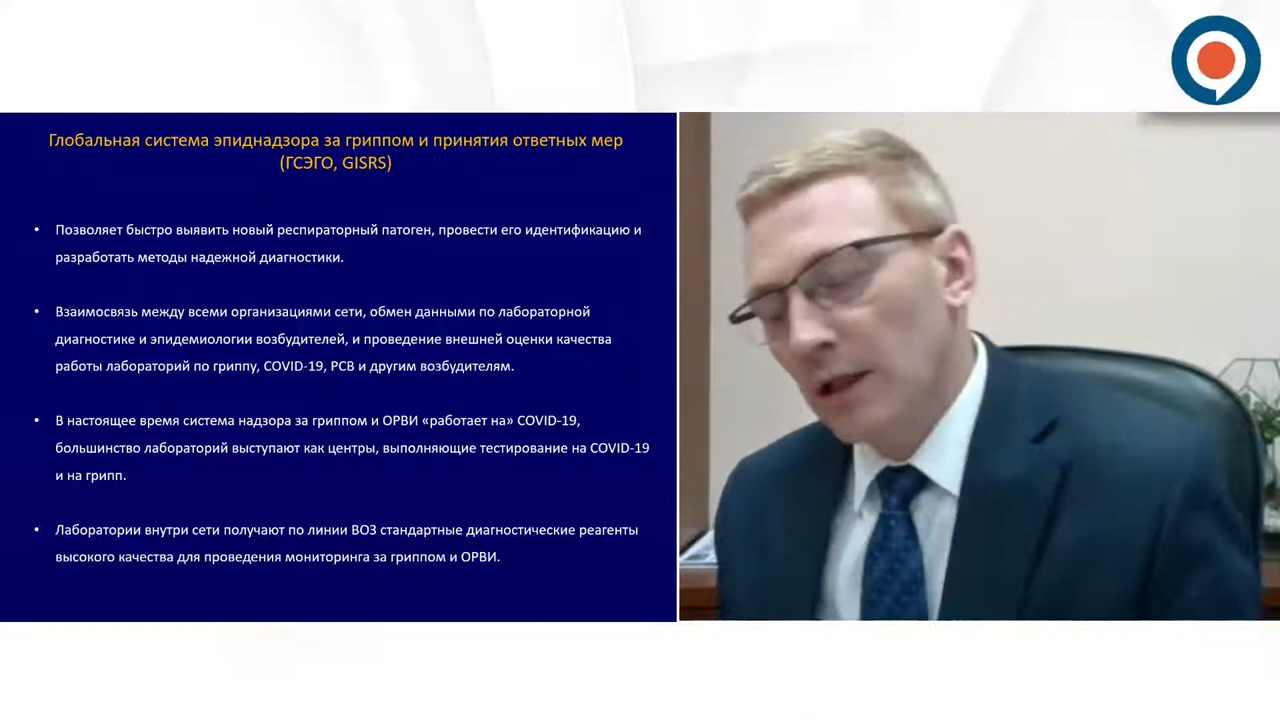 Глобальная система эпиднадзора за гриппом и принятия ответных мер
(ГСЭГО, GISRS)
• Позволяет быстро выявить новый респираторный патоген, провести его идентификацию и
разработать методы надежной диагностики.
• Взаимосвязь между всеми организациями сети, обмен данными по лабораторной
диагностике и эпидемиологии возбудителей, и проведение внешней оценки качества
работы лабораторий по гриппу, COVID-19, РСВ и другим возбудителям.
• В настоящее время система надзора за гриппом и ОРВИ «работает на» COVID-19,
большинство лабораторий выступают как центры, выполняющие тестирование на COVID-19
и на грипп.
• Лаборатории внутри сети получают по линии ВОЗ стандартные диагностические реагенты
высокого качества для проведения мониторинга за гриппом и ОРВИ.